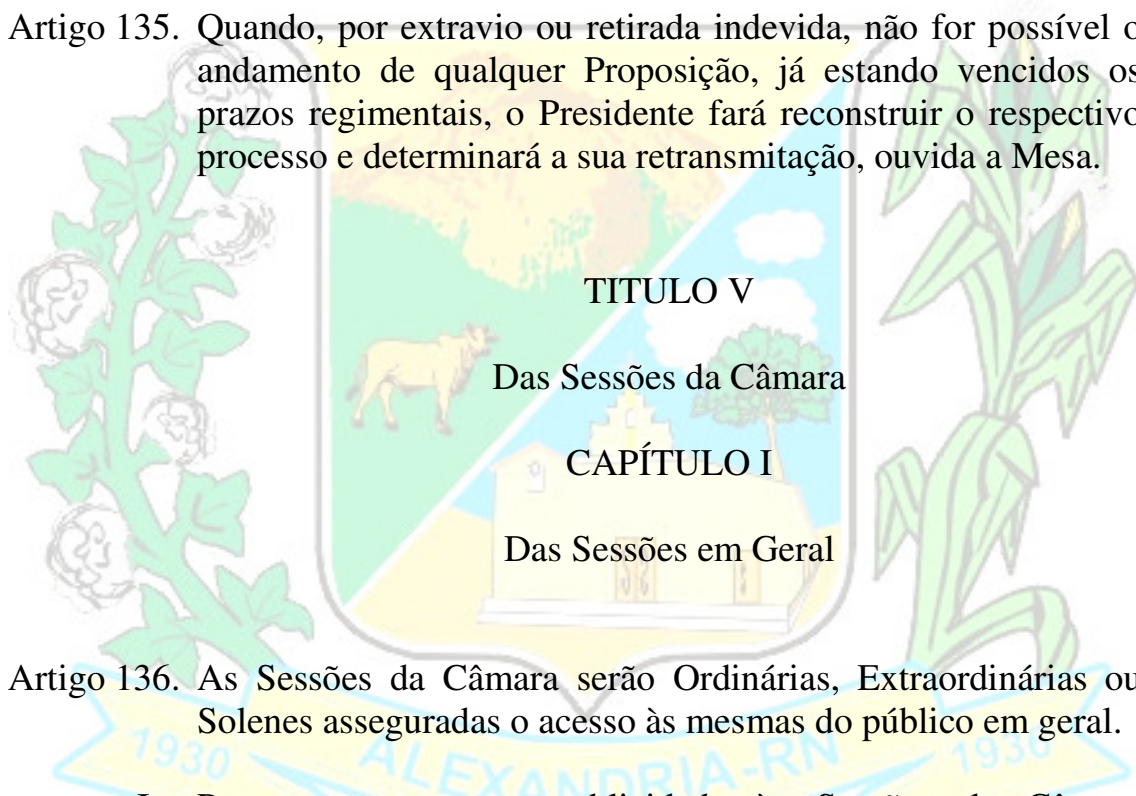 Artigo 135. Quando, por extravio ou retirada indevida, não for possível o
andamento de qualquer Proposição, já estando vencidos os
prazos regimentais, o Presidente fará reconstruir o respectivo
processo e determinará a sua retransmitação, ouvida a Mesa.
TITULO V
Das Sessões da Câmara
CAPÍTULO I
Das Sessões em Geral
Artigo 136. As Sessões da Câmara serão Ordinárias, Extraordinárias ou
Solenes asseguradas o acesso às mesmas do público em geral.
1930 ALEXANDRIA-RN 1930